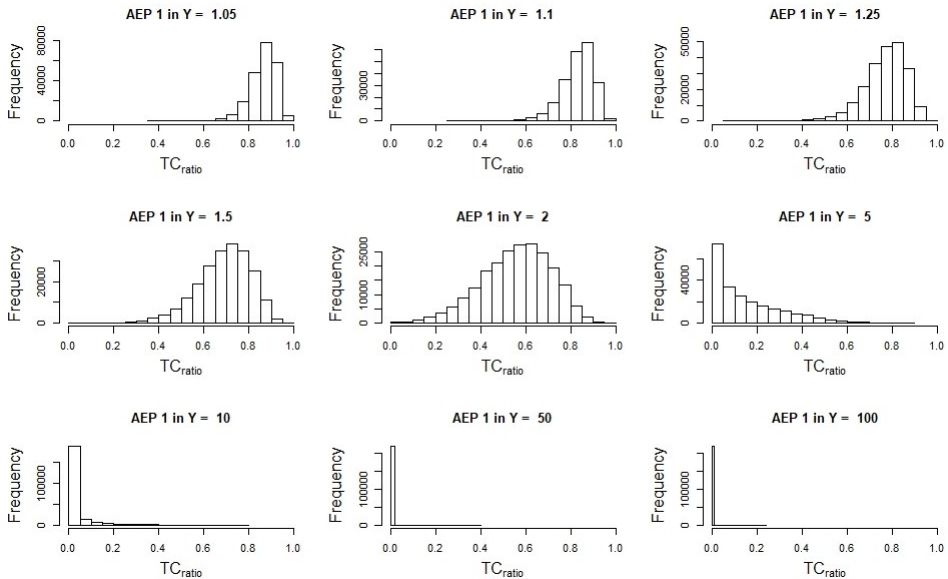 AEP 1 in Y = 1.05
Frequency
0 40000 80000
0.0 0.2 0.4 0.6 0.8 1.0
TCratio
AEP 1 in Y = 1.1
Frequency
0 30000
0.0 0.2 0.4 0.6 0.8 1.0
TCratio
AEP 1 in Y = 1.25
Frequency
0 20000 50000
0.0 0.2 0.4 0.6 0.8 1.0
TCratio
AEP 1 in Y = 1.5
Frequency
0 20000
0.0 0.2 0.4 0.6 0.8 1.0
TCratio
AEP 1 in Y = 2
Frequency
0 10000 25000
0.0 0.2 0.4 0.6 0.8 1.0
TCratio
AEP 1 in Y = 5
Frequency
0 40000
0.0 0.2 0.4 0.6 0.8 1.0
TCratio
AEP 1 in Y = 10
Frequency
0 100000
0.0 0.2 0.4 0.6 0.8 1.0
TCratio
AEP 1 in Y = 50
Frequency
0 100000
0.0 0.2 0.4 0.6 0.8 1.0
TCratio
AEP 1 in Y = 100
Frequency
0 100000
0.0 0.2 0.4 0.6 0.8 1.0
TCratio